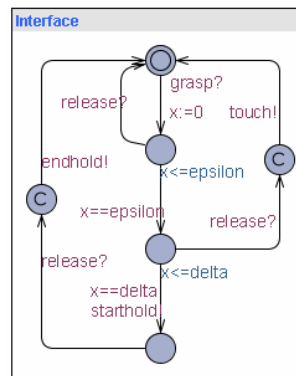 Interface
grasp?
release?
x:=0
touch!
endhold!
x<=epsilon
C
C
x==epsilon
release?
release?
x<=delta
x==delta
starthold!